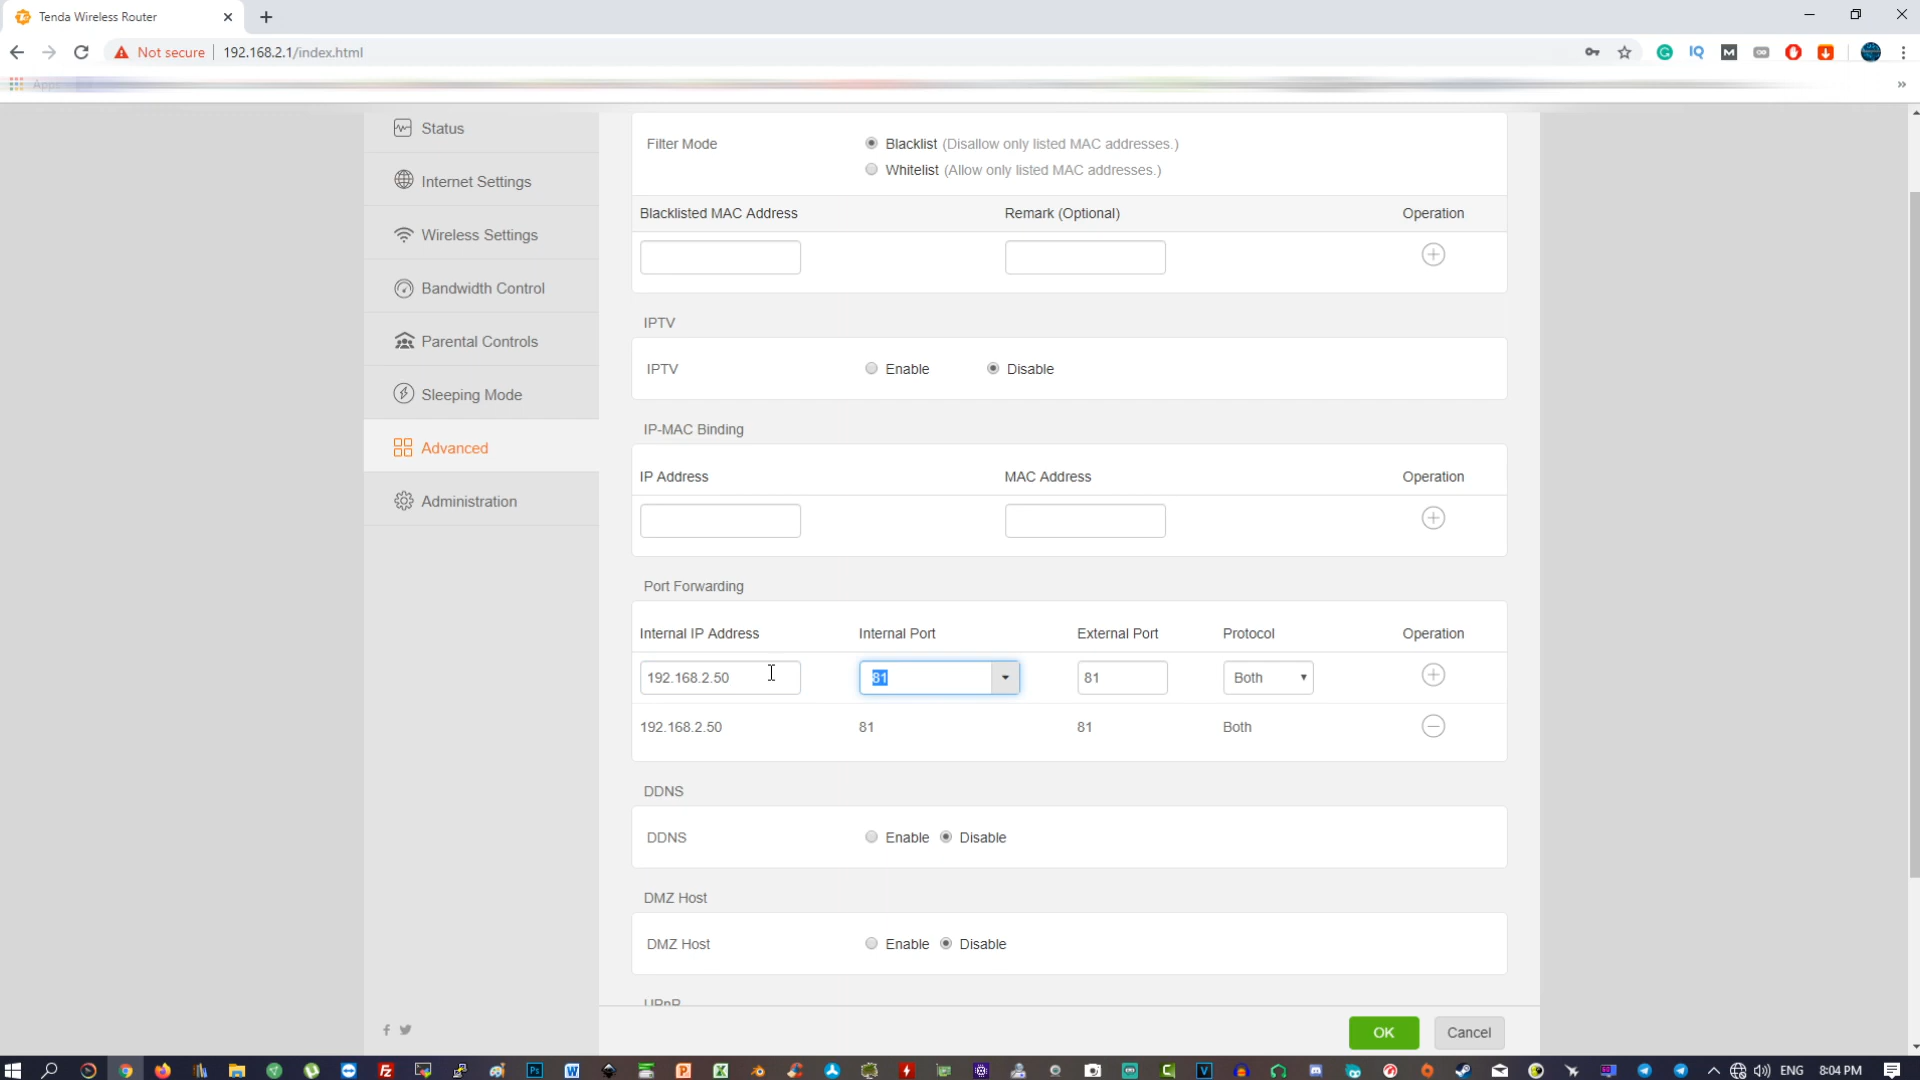 Tenda Wireless Router
Not secure 192.168.2.1/index.html
Apps
Status
Internet Settings
Wireless Settings
Bandwidth Control
Parental Controls
Sleeping Mode
Advanced
Administration
Filter Mode
Blacklist (Disallow only listed MAC addresses.)
Whitelist (Allow only listed MAC addresses.)
Blacklisted MAC Address Remark (Optional) Operation
IPTV
IPTV Enable Disable
IP-MAC Binding
IP Address MAC Address Operation
Port Forwarding
Internal IP Address Internal Port External Port Protocol Operation
192.168.2.50 81 81 Both
192.168.2.50 81 81 Both
DDNS
DDNS Enable Disable
DMZ Host
DMZ Host Enable Disable
UPnP
OK Cancel
ENG 8:04 PM